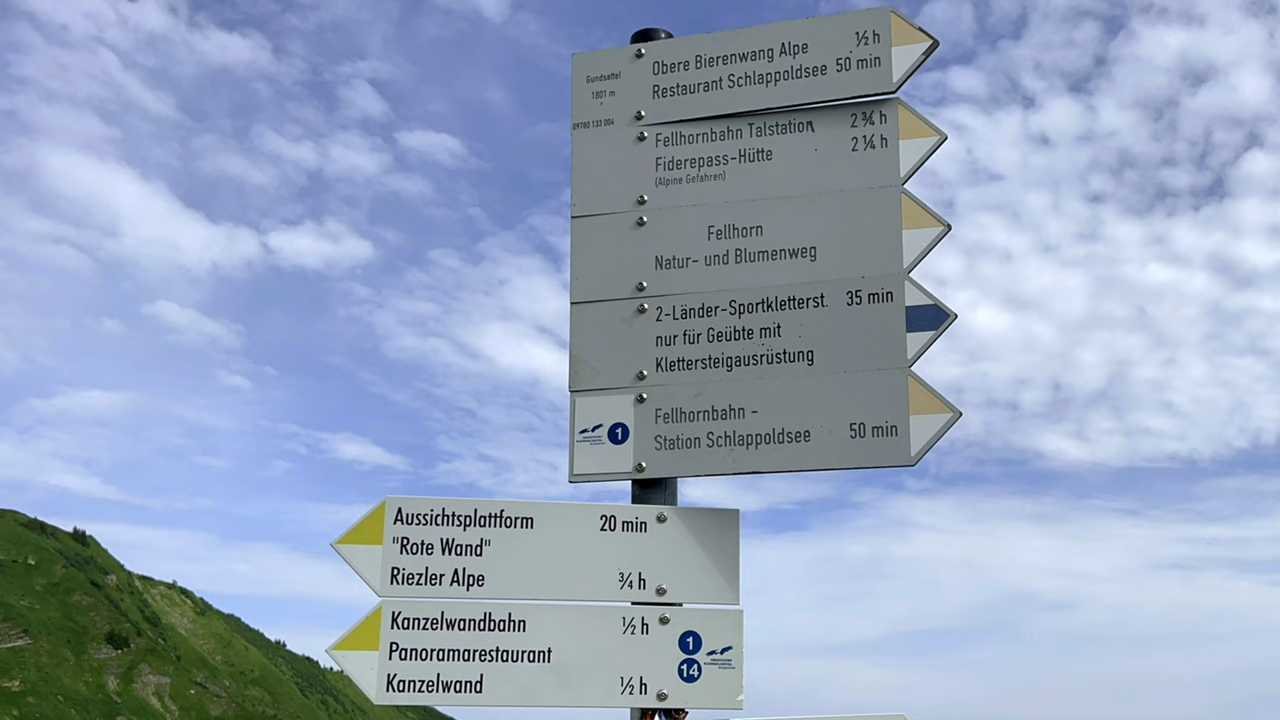 Gundsattel
1801 m
09780 133 004
Obere Bierenwang Alpe ½ h
Restaurant Schlappoldsee 50 min
Fellhornbahn Talstation 2 ¾ h
Fiderepass-Hütte 2 ¼ h
(Alpine Gefahren)
Fellhorn
Natur- und Blumenweg
2-Länder-Sportkletterst. 35 min
nur für Geübte mit
Klettersteigausrüstung
1
Fellhornbahn -
Station Schlappoldsee 50 min
Aussichtsplattform 20 min
"Rote Wand"
Riezler Alpe ¾ h
Kanzelwandbahn ½ h
Panoramarestaurant
Kanzelwand ½ h
1
14